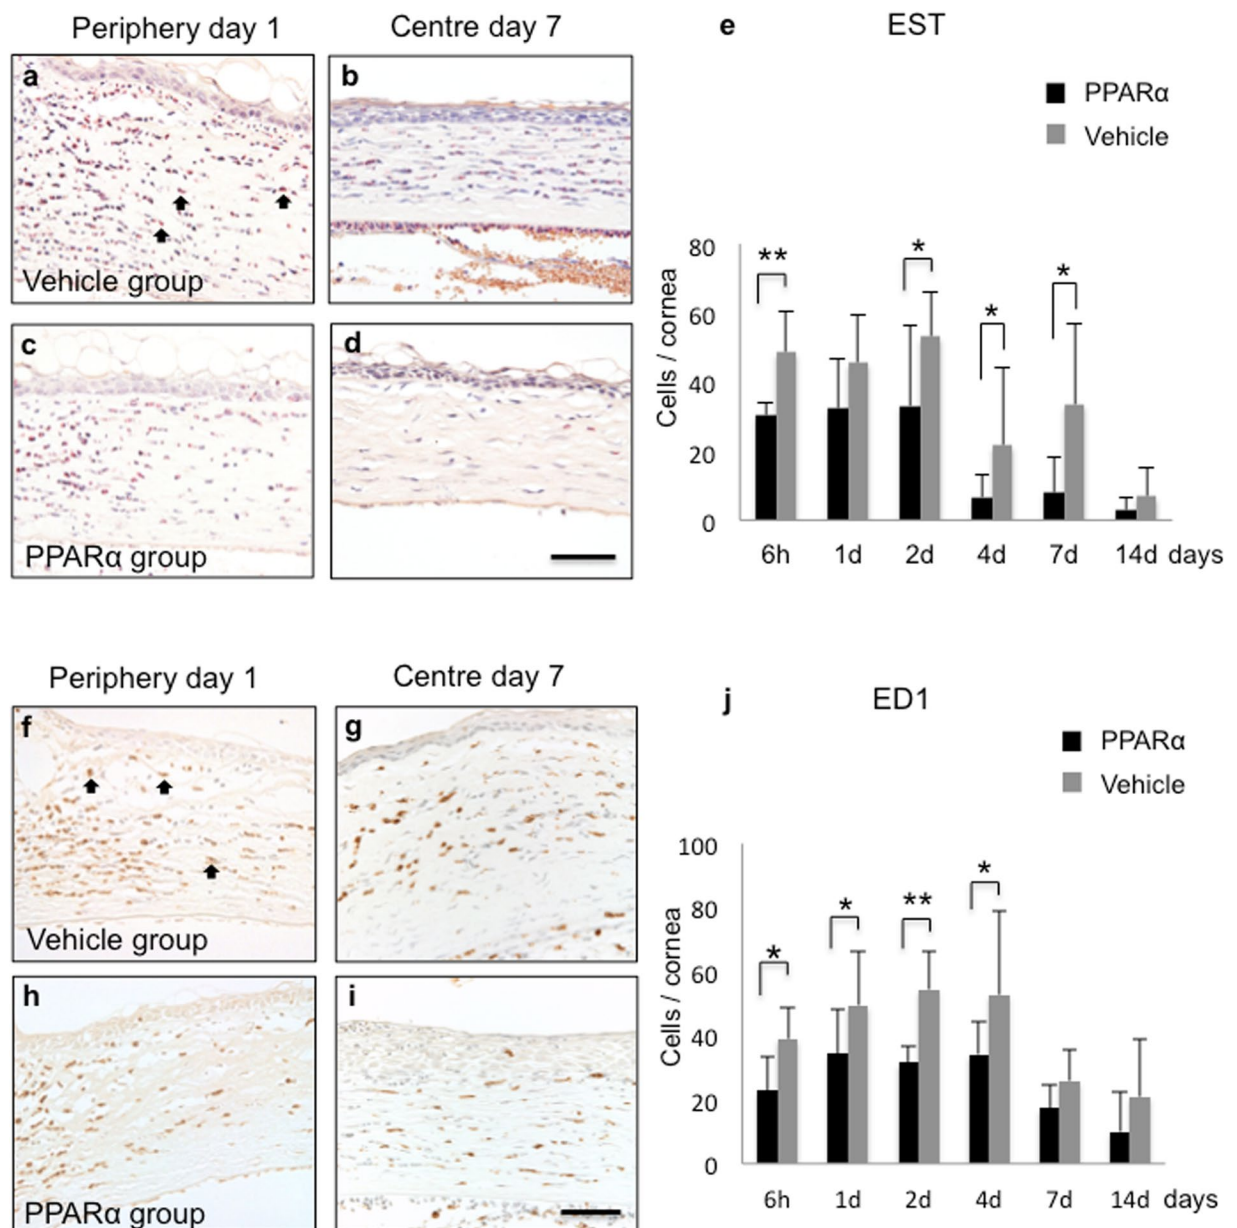 Periphery day 1
Centre day 7
a
Vehicle group
b
c
PPARα group
d
e
EST
PPARα
Vehicle
Cells / cornea
80
60
40
20
0
**
*
*
*
6h 1d 2d 4d 7d 14d days
Periphery day 1
Centre day 7
f
Vehicle group
g
h
PPARα group
i
j
ED1
PPARα
Vehicle
Cells / cornea
100
80
60
40
20
0
*
*
**
*
6h 1d 2d 4d 7d 14d days